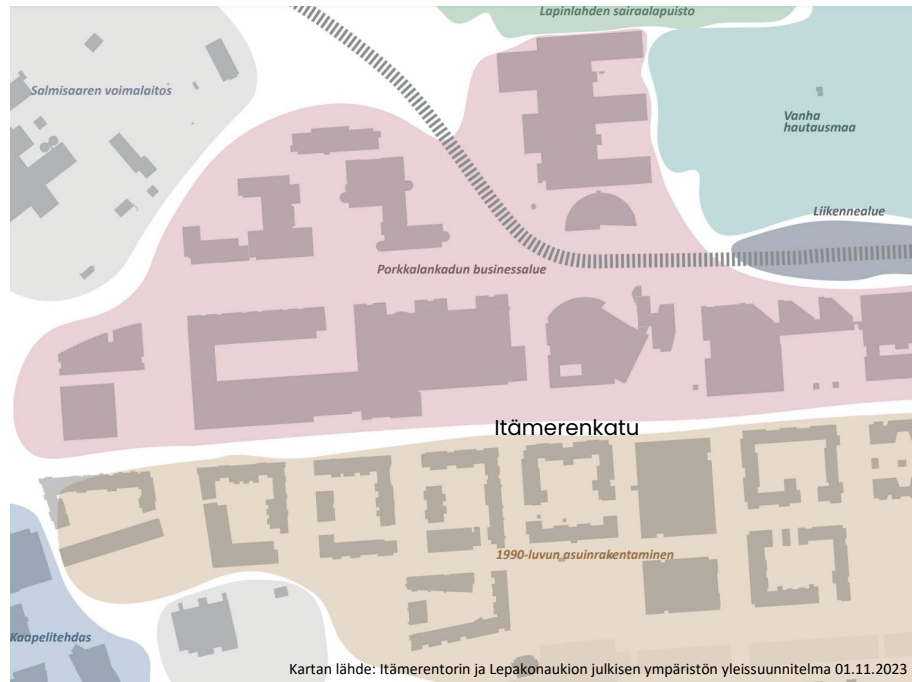 Lapinlahden sairaalapuisto
Salmisaaren voimalaitos
Vanha
hautausmaa
Liikennealue
Porkkalankadun businessalue
Itämerenkatu
1990-luvun asuinrakentaminen
Kaapelitehdas
Kartan lähde: Itämerentorin ja Lepakonaukion julkisen ympäristön yleissuunnitelma 01.11.2023